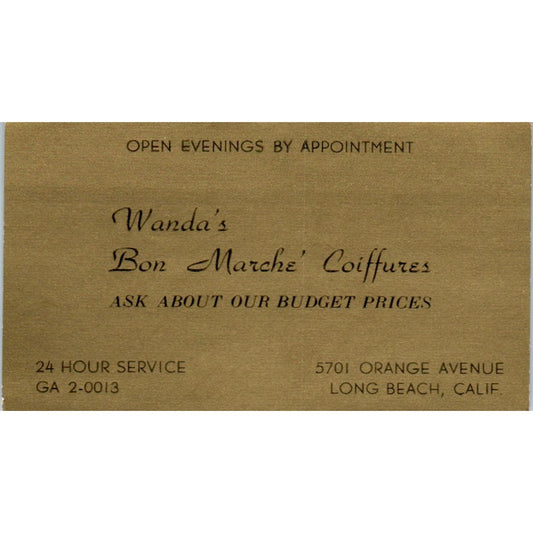 OPEN EVENINGS BY APPOINTMENT
Wanda's
Bon Marche' Coiffures
ASK ABOUT OUR BUDGET PRICES
24 HOUR SERVICE
GA 2-0013
5701 ORANGE AVENUE
LONG BEACH, CALIF.